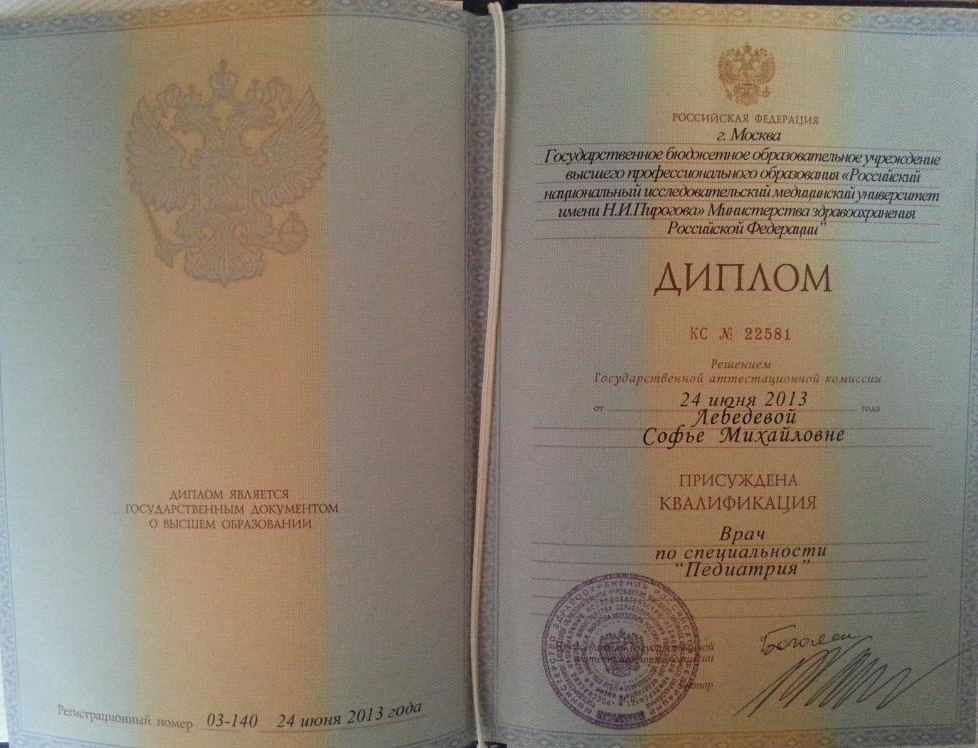 ДИПЛОМ ЯВЛЯЕТСЯ
ГОСУДАРСТВЕННЫМ ДОКУМЕНТОМ
О ВЫСШЕМ ОБРАЗОВАНИИ
Регистрационный номер 03-140 24 июня 2013 года
РОССИЙСКАЯ ФЕДЕРАЦИЯ
г. Москва
Государственное бюджетное образовательное учреждение
высшего профессионального образования «Российский
национальный исследовательский медицинский университет
имени Н.И.Пирогова» Министерства здравоохранения
Российской Федерации"
ДИПЛОМ
КС № 22581
Решением
Государственной аттестационной комиссии
от 24 июня 2013 года
Лебедевой
Софье Михайловне
ПРИСУЖДЕНА
КВАЛИФИКАЦИЯ
Врач
по специальности
“Педиатрия”